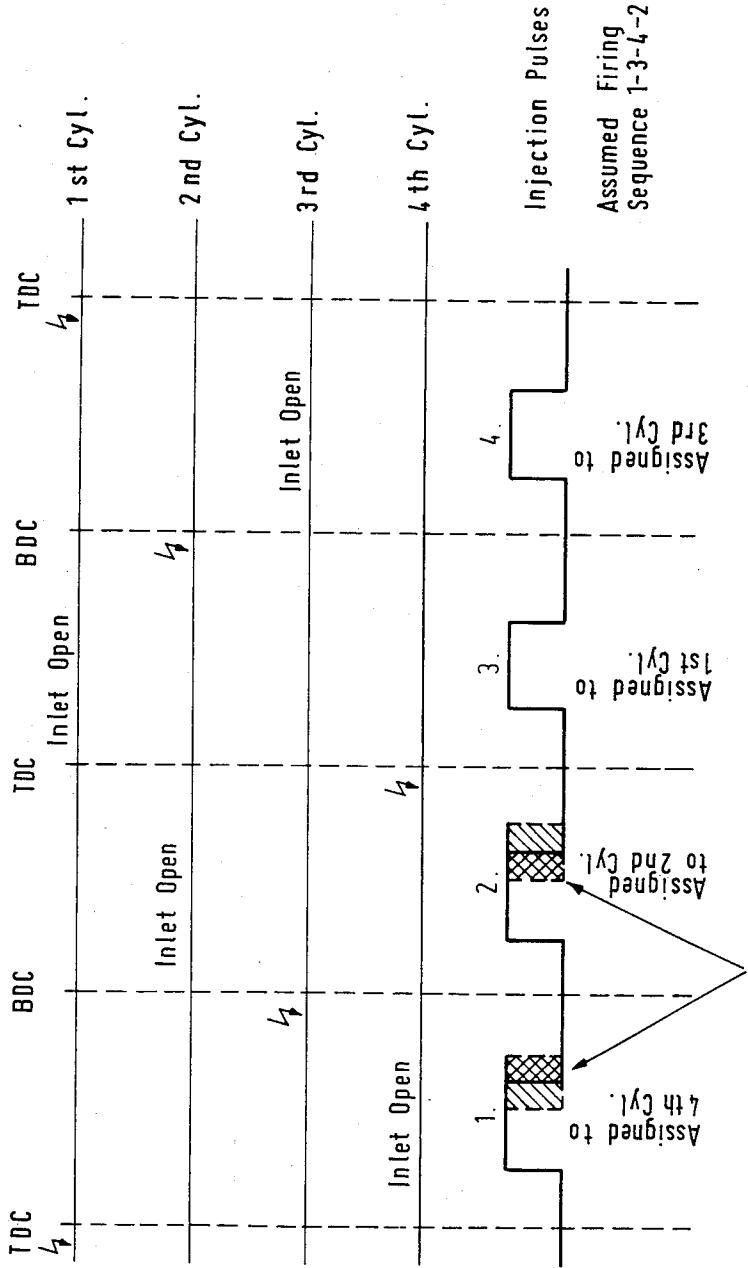 TDC
BDC
TDC
BDC
TDC
1st Cyl.
Inlet Open
2nd Cyl.
Inlet Open
3rd Cyl.
Inlet Open
4th Cyl.
Inlet Open
1.
2.
3.
4.
Injection Pulses
Assigned to
4th Cyl.
Assigned
to 2nd Cyl.
Assigned to
1st Cyl.
Assigned to
3rd Cyl.
Assumed Firing
Sequence 1-3-4-2